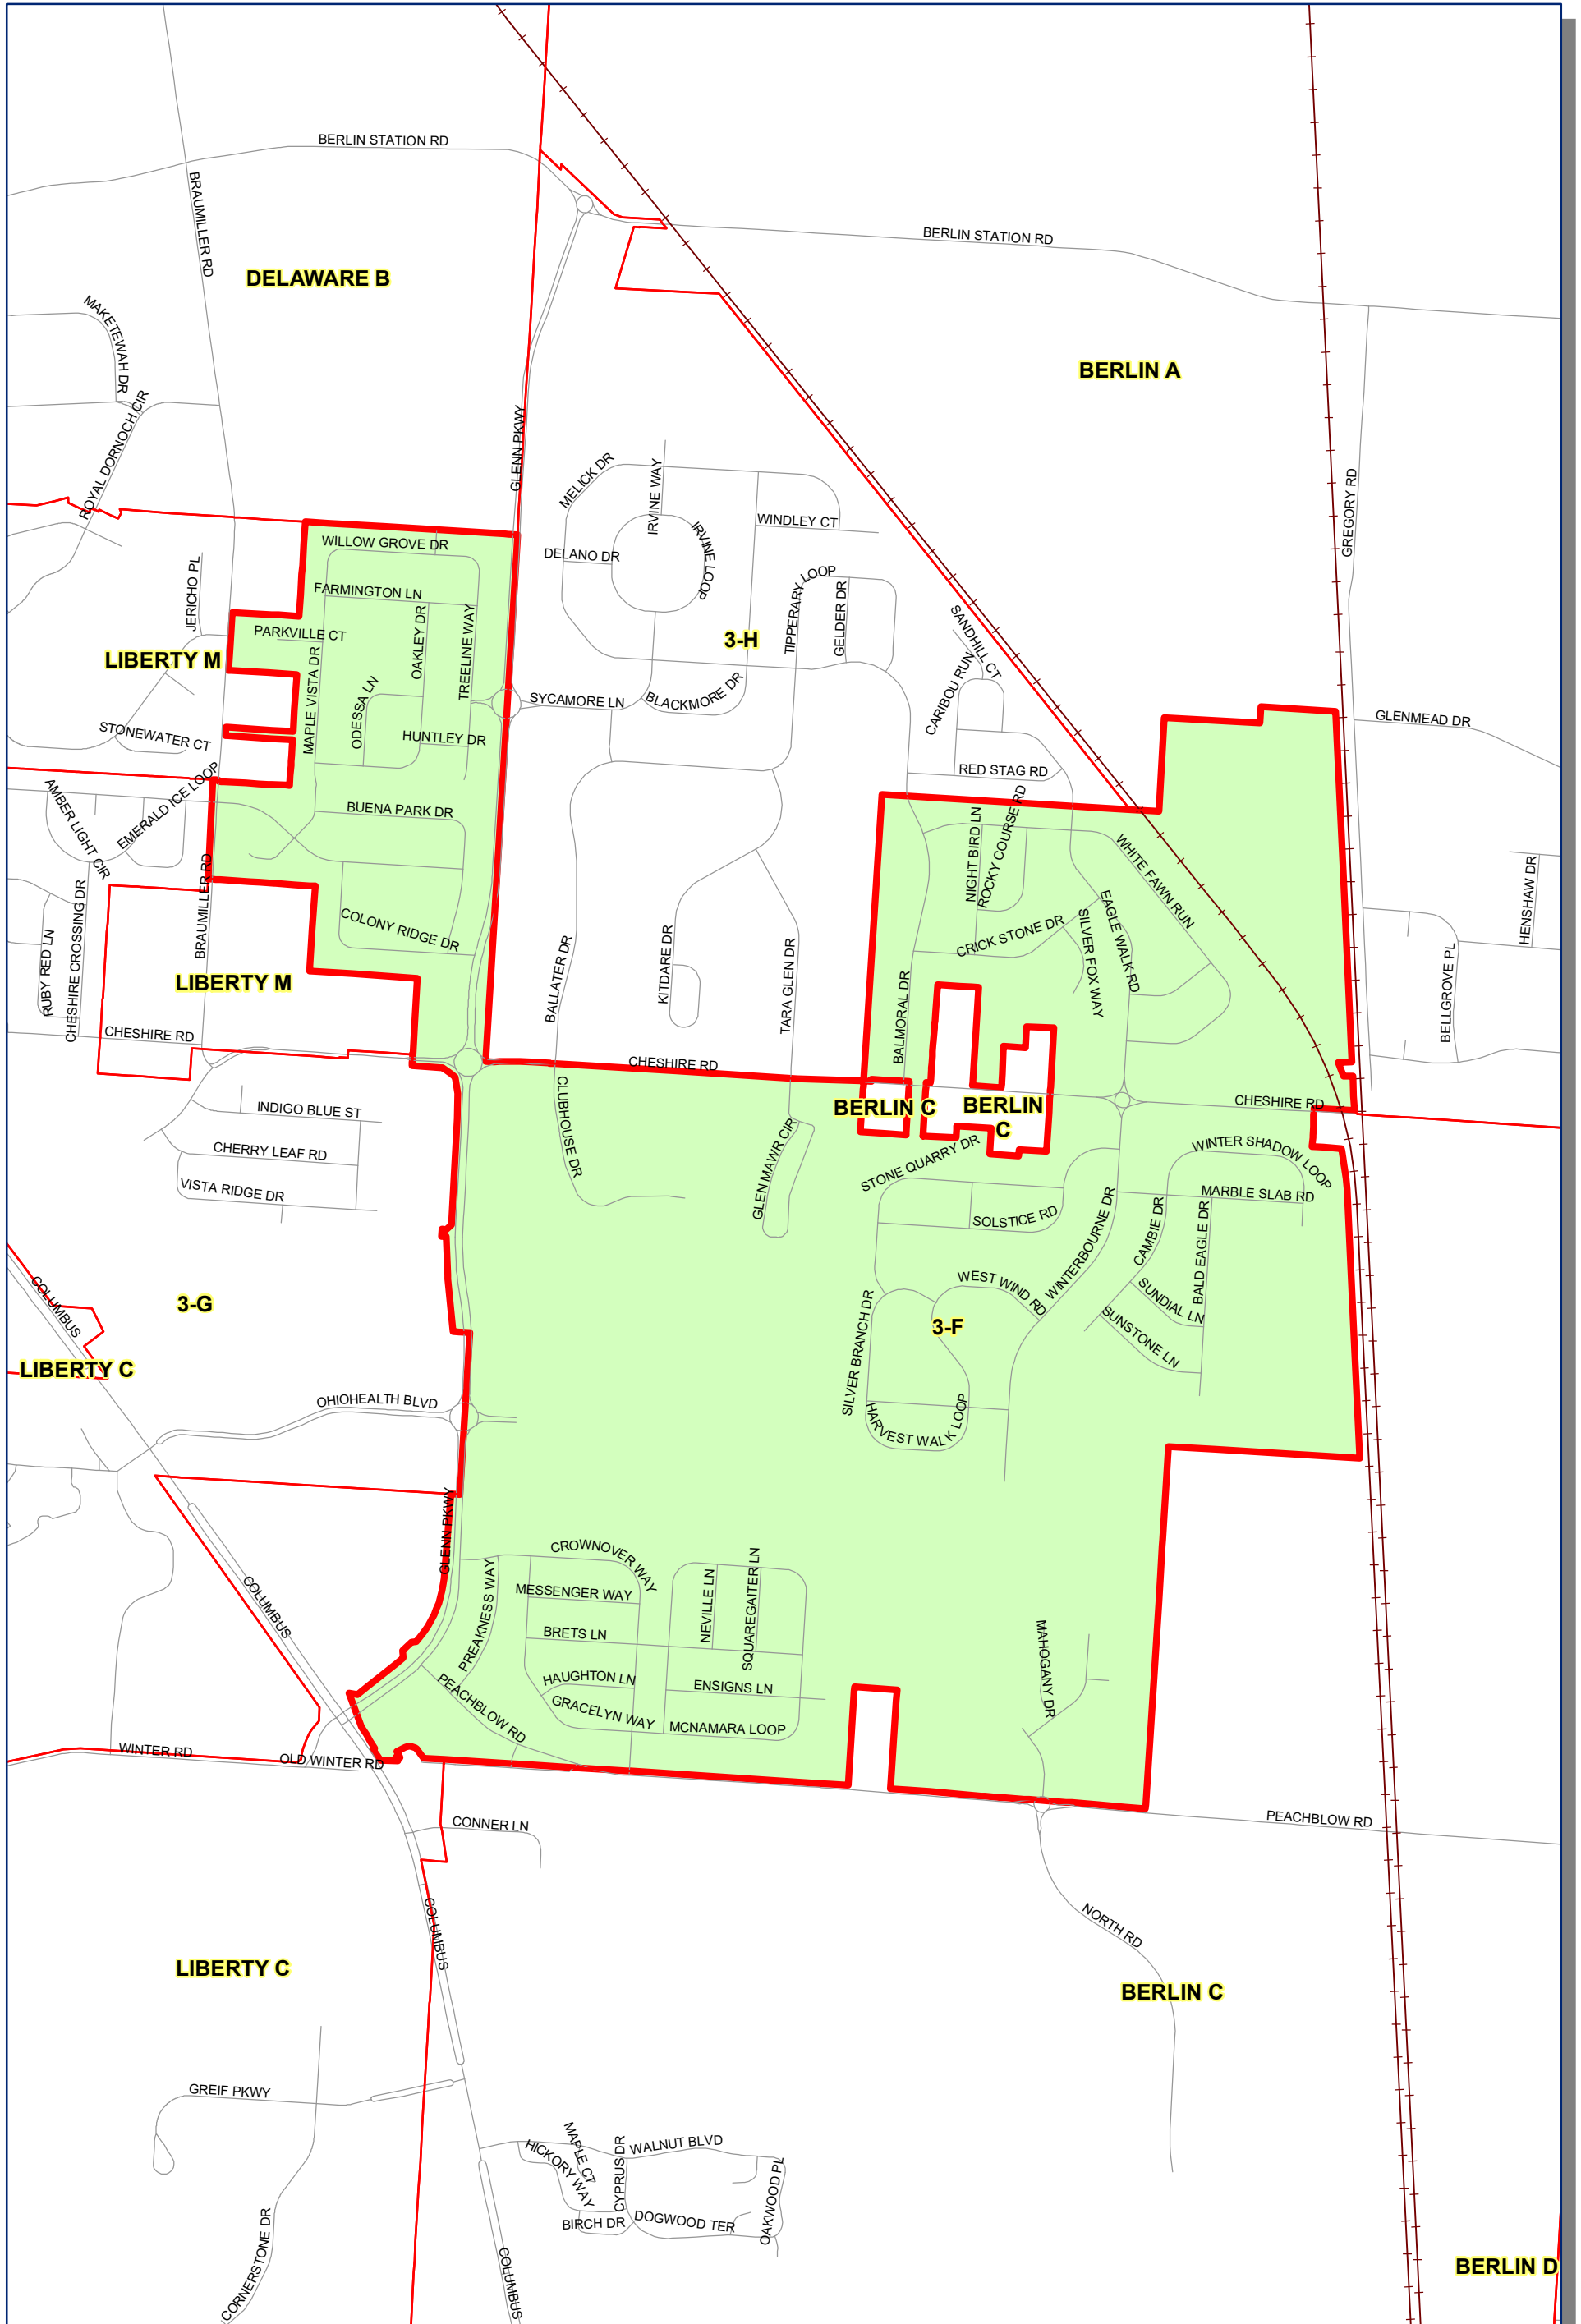 BERLIN STATION RD
BRAUMILLER RD
BERLIN STATION RD
DELAWARE B
MAKETEWAH DR
BERLIN A
ROYAL DORNOCH CIR
GLENN PKWY
MELICK DR
IRVINE WAY
IRVINE LOOP
WINDLEY CT
GREGORY RD
WILLOW GROVE DR
DELANO DR
JERICHO PL
FARMINGTON LN
TIPPERARY LOOP
GELDER DR
SANDHILL CT
PARKVILLE CT
OAKLEY DR
TREELINE WAY
3-H
LIBERTY M
MAPLE VISTA DR
ODESSA LN
SYCAMORE LN
BLACKMORE DR
CARIBOU RUN
GLENMEAD DR
STONEWATER CT
HUNTLEY DR
RED STAG RD
AMBER LIGHT CIR
EMERALD ICE LOOP
BUENA PARK DR
NIGHT BIRD LN
ROCKY COURSE RD
WHITE FAWN RUN
HENSHAW DR
CHESHIRE CROSSING DR
RUBY RED LN
BRAUMILLER RD
COLONY RIDGE DR
CRICK STONE DR
SILVER FOX WAY
EAGLE WALK RD
LIBERTY M
BALLATER DR
KITDARE DR
TARA GLEN DR
BALMORAL DR
BELLGROVE PL
CHESHIRE RD
CHESHIRE RD
CLUBHOUSE DR
BERLIN C
BERLIN
C
CHESHIRE RD
INDIGO BLUE ST
CHERRY LEAF RD
GLEN MAWR CIR
STONE QUARRY DR
WINTER SHADOW LOOP
VISTA RIDGE DR
MARBLE SLAB RD
SOLSTICE RD
WINTERBOURNE DR
CAMBIE DR
BALD EAGLE DR
COLUMBUS
3-G
WEST WIND RD
SUNDIAL LN
3-F
SUNSTONE LN
SILVER BRANCH DR
LIBERTY C
OHIOHEALTH BLVD
HARVEST WALK LOOP
GLENN PKWY
COLUMBUS
CROWNOVER WAY
PREAKNESS WAY
MESSENGER WAY
NEVILLE LN
SQUAREGAITER LN
BRETS LN
MAHOGANY DR
HAUGHTON LN
ENSIGNS LN
PEACHBLOW RD
GRACELYN WAY
MCNAMARA LOOP
WINTER RD
OLD WINTER RD
CONNER LN
PEACHBLOW RD
COLUMBUS
NORTH RD
LIBERTY C
BERLIN C
GREIF PKWY
MAPLE CT
HICKORY WAY
CYPRUS DR
WALNUT BLVD
OAKWOOD PL
BIRCH DR
DOGWOOD TER
CORNERSTONE DR
COLUMBUS
BERLIN D